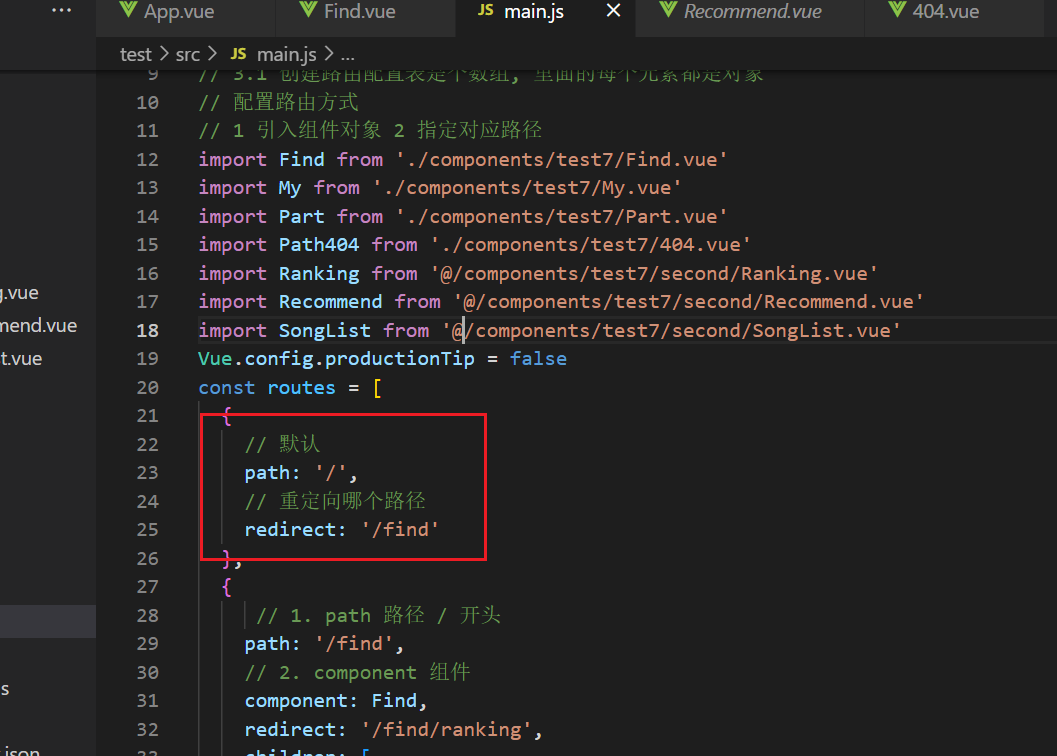 ··· App.vue Find.vue JS main.js × Recommend.vue 404.vue
test > src > JS main.js > ...
9 // 3.1 创建路由配置表是个数组, 里面的每个元素都是对象
10 // 配置路由方式
11 // 1 引入组件对象 2 指定对应路径
12 import Find from './components/test7/Find.vue'
13 import My from './components/test7/My.vue'
14 import Part from './components/test7/Part.vue'
15 import Path404 from './components/test7/404.vue'
16 import Ranking from '@/components/test7/second/Ranking.vue'
g.vue
17 import Recommend from '@/components/test7/second/Recommend.vue'
mend.vue
18 import SongList from '@/components/test7/second/SongList.vue'
t.vue
19 Vue.config.productionTip = false
20 const routes = [
21 {
22 // 默认
23 path: '/',
24 // 重定向哪个路径
25 redirect: '/find'
26 },
27 {
28 // 1. path 路径 / 开头
29 path: '/find',
30 // 2. component 组件
s
31 component: Find,
32 redirect: '/find/ranking',
.json
33 children: [